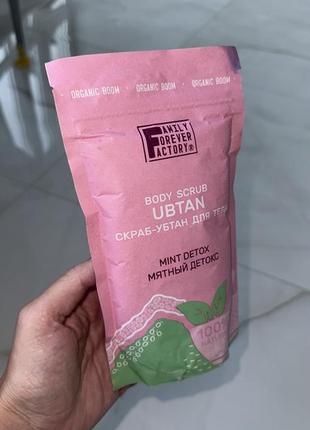 ORGANIC BOOM · ORGANIC BOOM · ORGANIC BOOM
FAMILY
FOREVER
FACTORY®
BODY SCRUB
UBTAN
СКРАБ-УБТАН ДЛЯ ТЕЛА
MINT DETOX
МЯТНЫЙ ДЕТОКС